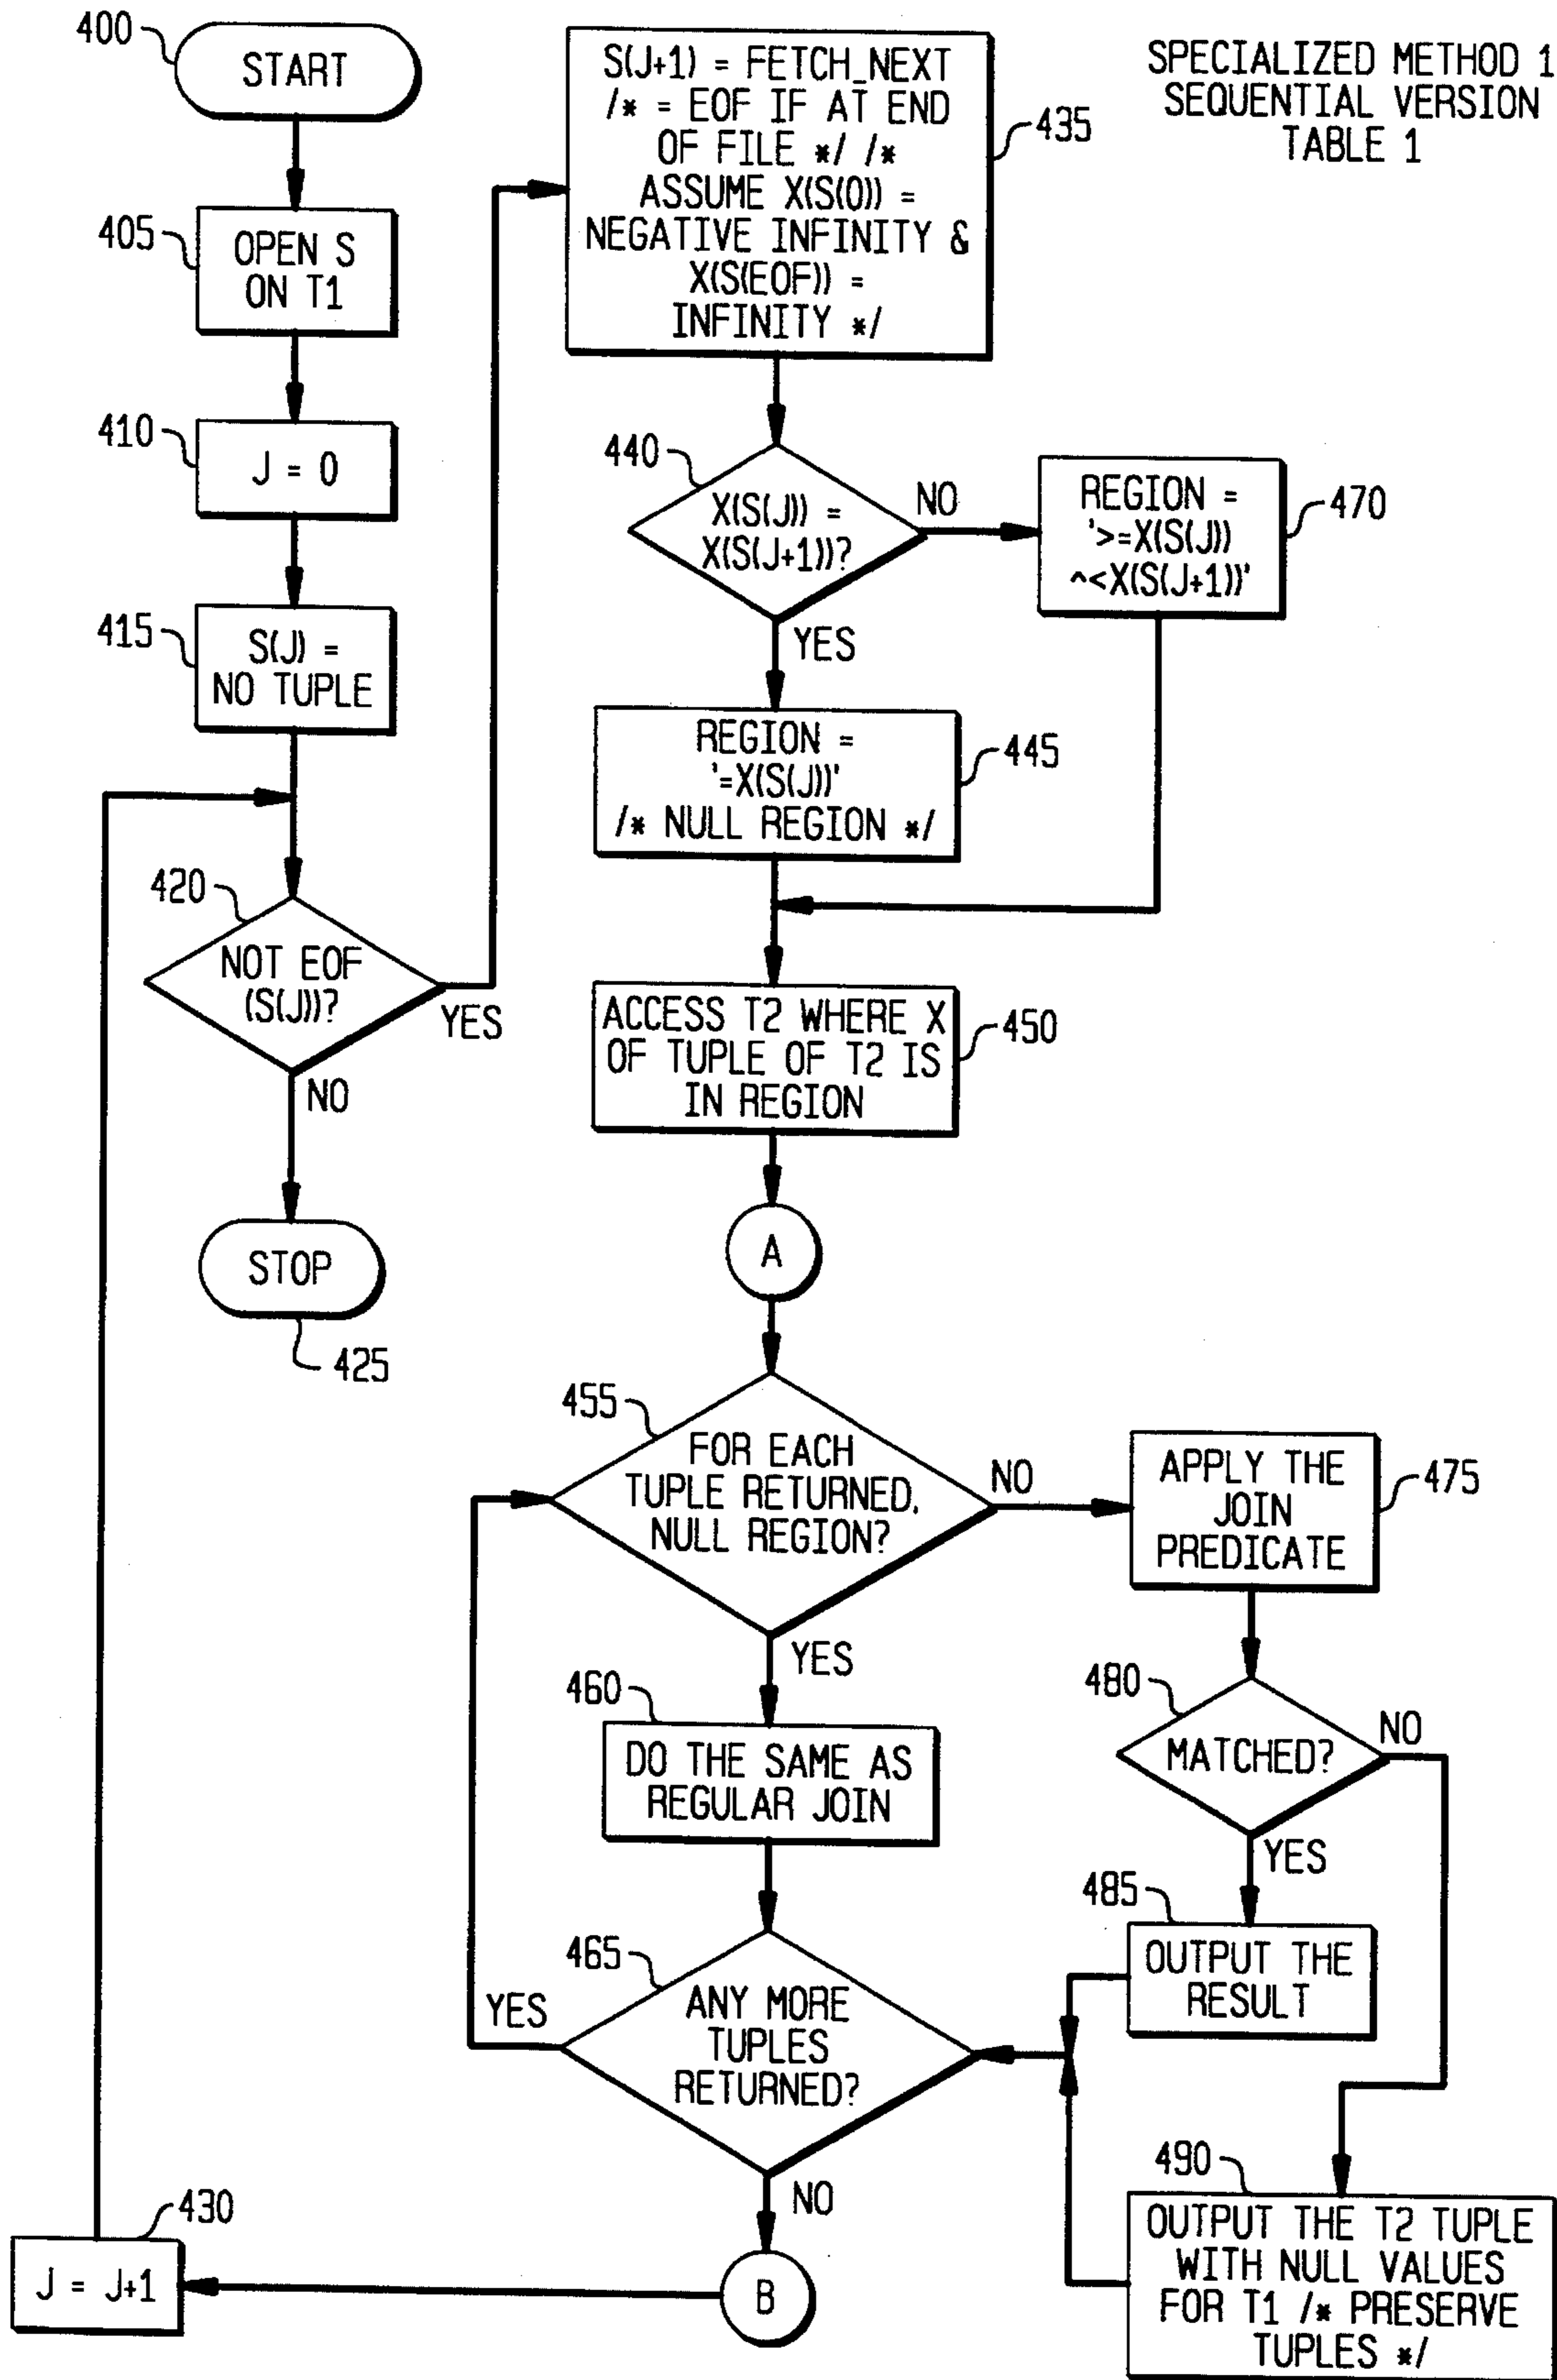 SPECIALIZED METHOD 1
SEQUENTIAL VERSION
TABLE 1
400
START
405
OPEN S
ON T1
410
J = 0
415
S(J) =
NO TUPLE
420
NOT EOF
(S(J))?
YES
NO
STOP
425
430
J = J+1
S(J+1) = FETCH_NEXT
/* = EOF IF AT END
OF FILE */ /*
ASSUME X(S(0)) =
NEGATIVE INFINITY &
X(S(EOF)) =
INFINITY */
435
440
X(S(J)) =
X(S(J+1))?
NO
YES
REGION =
'>=X(S(J))
^<X(S(J+1))'
470
REGION =
'=X(S(J))'
/* NULL REGION */
445
ACCESS T2 WHERE X
OF TUPLE OF T2 IS
IN REGION
450
A
455
FOR EACH
TUPLE RETURNED,
NULL REGION?
NO
YES
APPLY THE
JOIN
PREDICATE
475
460
DO THE SAME AS
REGULAR JOIN
480
MATCHED?
NO
YES
465
ANY MORE
TUPLES
RETURNED?
YES
NO
485
OUTPUT THE
RESULT
490
OUTPUT THE T2 TUPLE
WITH NULL VALUES
FOR T1 /* PRESERVE
TUPLES */
B